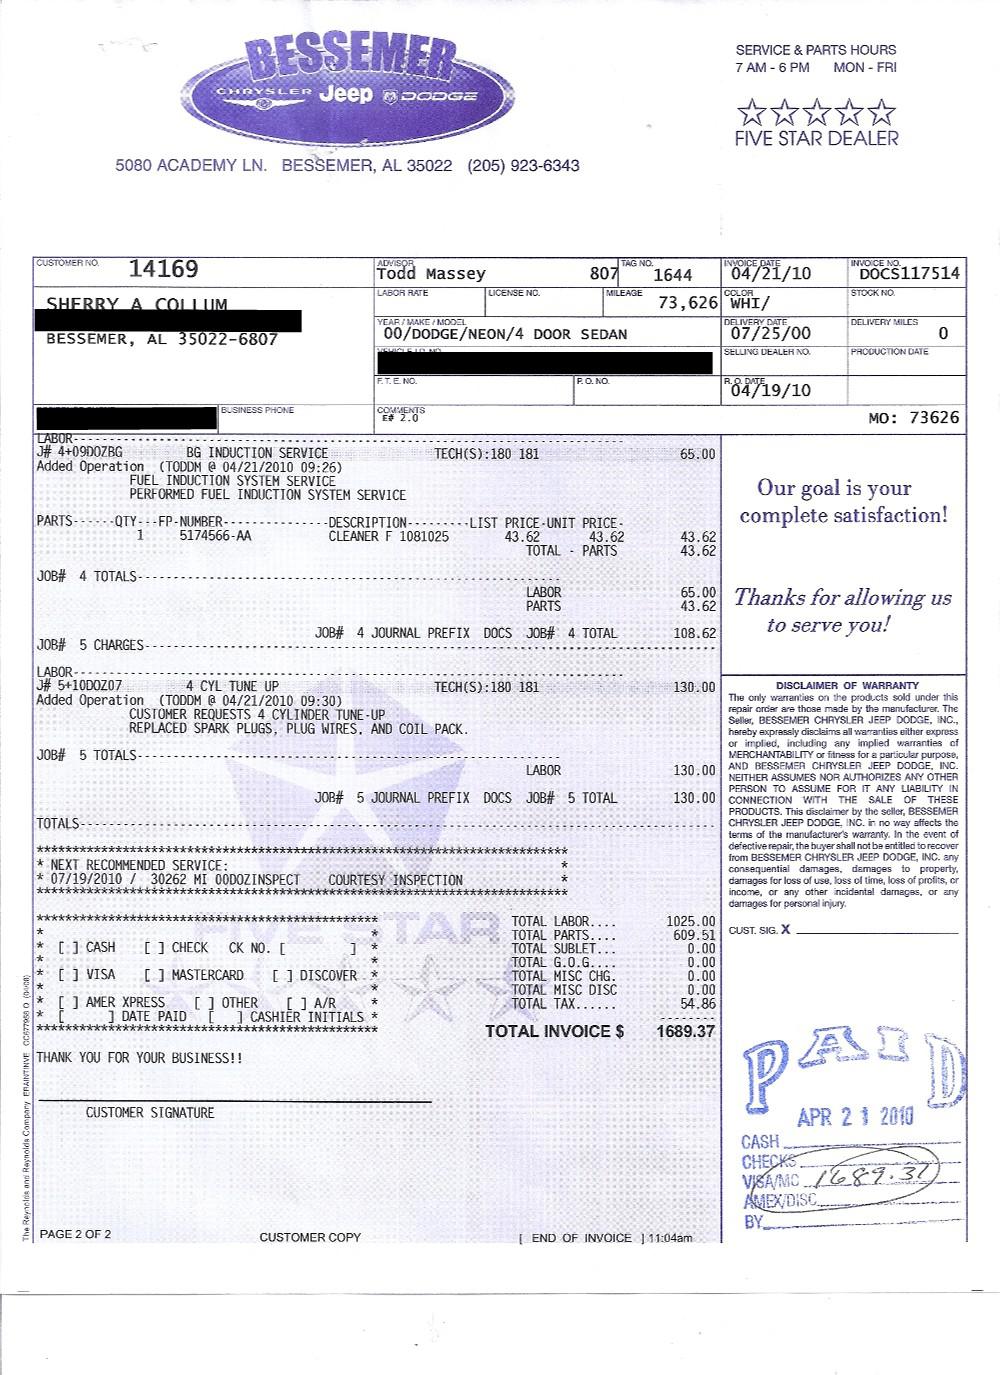 BESSEMER
CHRYSLER Jeep DODGE
5080 ACADEMY LN. BESSEMER, AL 35022 (205) 923-6343
SERVICE & PARTS HOURS
7 AM - 6 PM MON - FRI
FIVE STAR DEALER
CUSTOMER NO. 14169
ADVISOR Todd Massey 807
TAG NO. 1644
INVOICE DATE 04/21/10
INVOICE NO. DOCS117514
SHERRY A COLLUM
BESSEMER, AL 35022-6807
LABOR RATE
LICENSE NO.
MILEAGE 73,626
COLOR WHI/
STOCK NO.
YEAR / MAKE / MODEL 00/DODGE/NEON/4 DOOR SEDAN
DELIVERY DATE 07/25/00
DELIVERY MILES 0
SELLING DEALER NO.
PRODUCTION DATE
F. T. E. NO.
P. O. NO.
R. O. DATE 04/19/10
BUSINESS PHONE
COMMENTS E# 2.0
MO: 73626
LABOR--------------------------------------------------------
J# 4+09DOZBG BG INDUCTION SERVICE TECH(S):180 181 65.00
Added Operation (TODDM @ 04/21/2010 09:26)
FUEL INDUCTION SYSTEM SERVICE
PERFORMED FUEL INDUCTION SYSTEM SERVICE
PARTS------QTY---FP-NUMBER---------------DESCRIPTION--------LIST PRICE-UNIT PRICE-
1 5174566-AA CLEANER F 1081025 43.62 43.62 43.62
TOTAL - PARTS 43.62
JOB# 4 TOTALS------------------------------------------------
LABOR 65.00
PARTS 43.62
JOB# 4 JOURNAL PREFIX DOCS JOB# 4 TOTAL 108.62
JOB# 5 CHARGES-----------------------------------------------
LABOR--------------------------------------------------------
J# 5+10DOZ07 4 CYL TUNE UP TECH(S):180 181 130.00
Added Operation (TODDM @ 04/21/2010 09:30)
CUSTOMER REQUESTS 4 CYLINDER TUNE-UP
REPLACED SPARK PLUGS, PLUG WIRES, AND COIL PACK.
JOB# 5 TOTALS------------------------------------------------
LABOR 130.00
JOB# 5 JOURNAL PREFIX DOCS JOB# 5 TOTAL 130.00
TOTALS-------------------------------------------------------
*************************************************************
* NEXT RECOMMENDED SERVICE: *
* 07/19/2010 / 30262 MI 00DOZINSPECT COURTESY INSPECTION *
*************************************************************
FIVE STAR
***************************************
* *
* [ ] CASH [ ] CHECK CK NO. [ ] *
* [ ] VISA [ ] MASTERCARD [ ] DISCOVER *
* [ ] AMER XPRESS [ ] OTHER [ ] A/R *
* [ ] DATE PAID [ ] CASHIER INITIALS *
***************************************
TOTAL LABOR.... 1025.00
TOTAL PARTS.... 609.51
TOTAL SUBLET... 0.00
TOTAL G.O.G.... 0.00
TOTAL MISC CHG. 0.00
TOTAL MISC DISC 0.00
TOTAL TAX...... 54.86
TOTAL INVOICE $ 1689.37
THANK YOU FOR YOUR BUSINESS!!
CUSTOMER SIGNATURE
PAGE 2 OF 2
CUSTOMER COPY
[ END OF INVOICE ] 11:04am
Our goal is your
complete satisfaction!
Thanks for allowing us
to serve you!
DISCLAIMER OF WARRANTY
The only warranties on the products sold under this
repair order are those made by the manufacturer. The
Seller, BESSEMER CHRYSLER JEEP DODGE, INC.,
hereby expressly disclaims all warranties either express
or implied, including any implied warranties of
MERCHANTABILITY or fitness for a particular purpose,
AND BESSEMER CHRYSLER JEEP DODGE, INC.
NEITHER ASSUMES NOR AUTHORIZES ANY OTHER
PERSON TO ASSUME FOR IT ANY LIABILITY IN
CONNECTION WITH THE SALE OF THESE
PRODUCTS. This disclaimer by the seller, BESSEMER
CHRYSLER JEEP DODGE, INC. in no way affects the
terms of the manufacturer's warranty. In the event of
defective repair, the buyer shall not be entitled to recover
from BESSEMER CHRYSLER JEEP DODGE, INC. any
consequential damages, damages to property,
damages for loss of use, loss of time, loss of profits, or
income, or any other incidental damages, or any
damages for personal injury.
CUST. SIG. X
PAID
APR 21 2010
CASH
CHECKS
VISA/MC 1689.37
AMEX/DISC
BY
The Reynolds and Reynolds Company